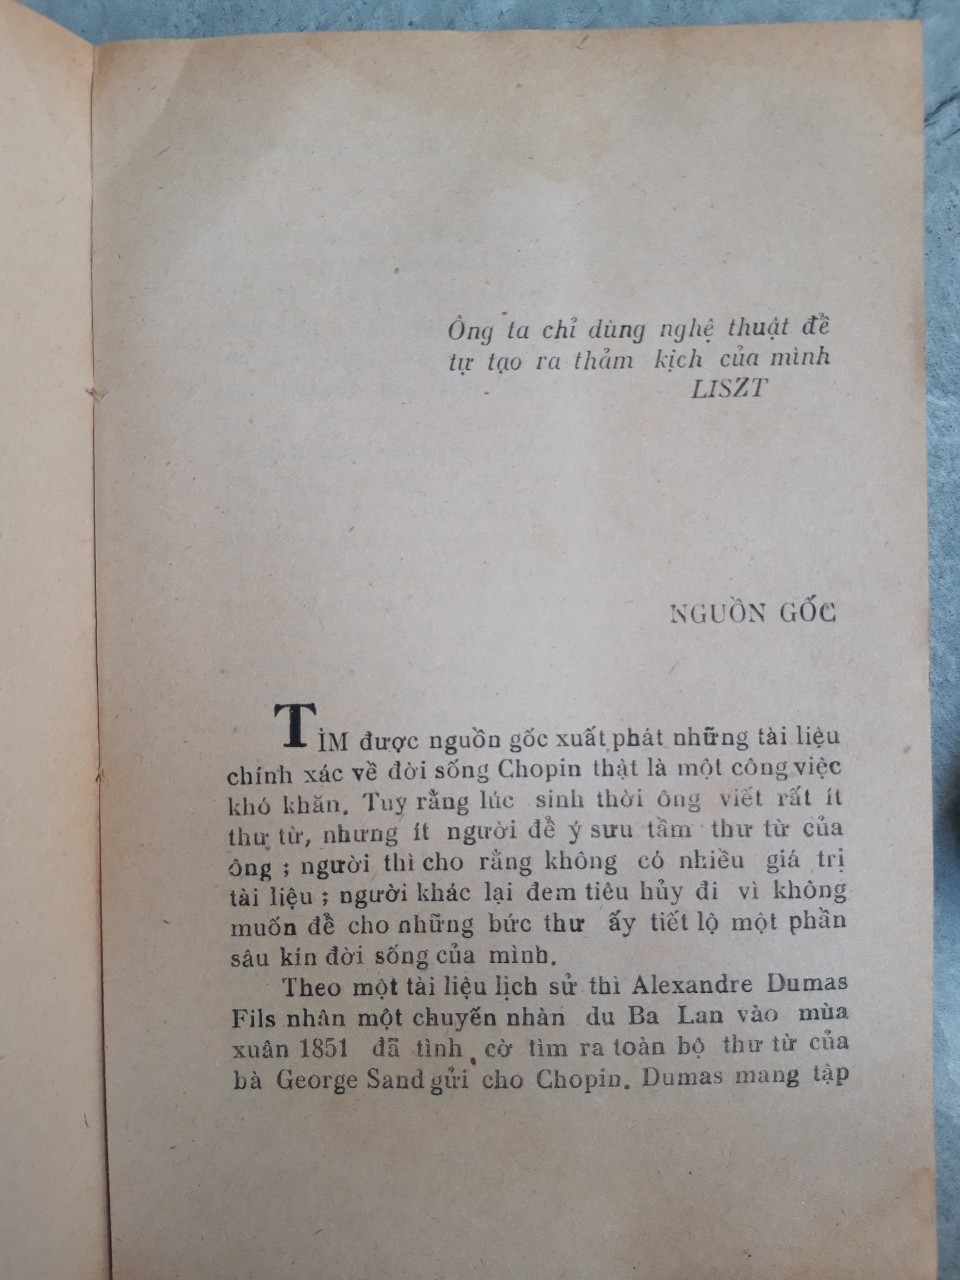 Ông ta chỉ dùng nghệ thuật để
tự tạo ra thảm kịch của mình
LISZT
NGUỒN GỐC
TÌM được nguồn gốc xuất phát những tài liệu
chính xác về đời sống Chopin thật là một công việc
khó khăn. Tuy rằng lúc sinh thời ông viết rất ít
thư từ, nhưng ít người để ý sưu tầm thư từ của
ông ; người thì cho rằng không có nhiều giá trị
tài liệu ; người khác lại đem tiêu hủy đi vì không
muốn để cho những bức thư ấy tiết lộ một phần
sâu kín đời sống của mình.
Theo một tài liệu lịch sử thì Alexandre Dumas
Fils nhân một chuyến nhàn du Ba Lan vào mùa
xuân 1851 đã tình cờ tìm ra toàn bộ thư từ của
bà George Sand gửi cho Chopin. Dumas mang tập